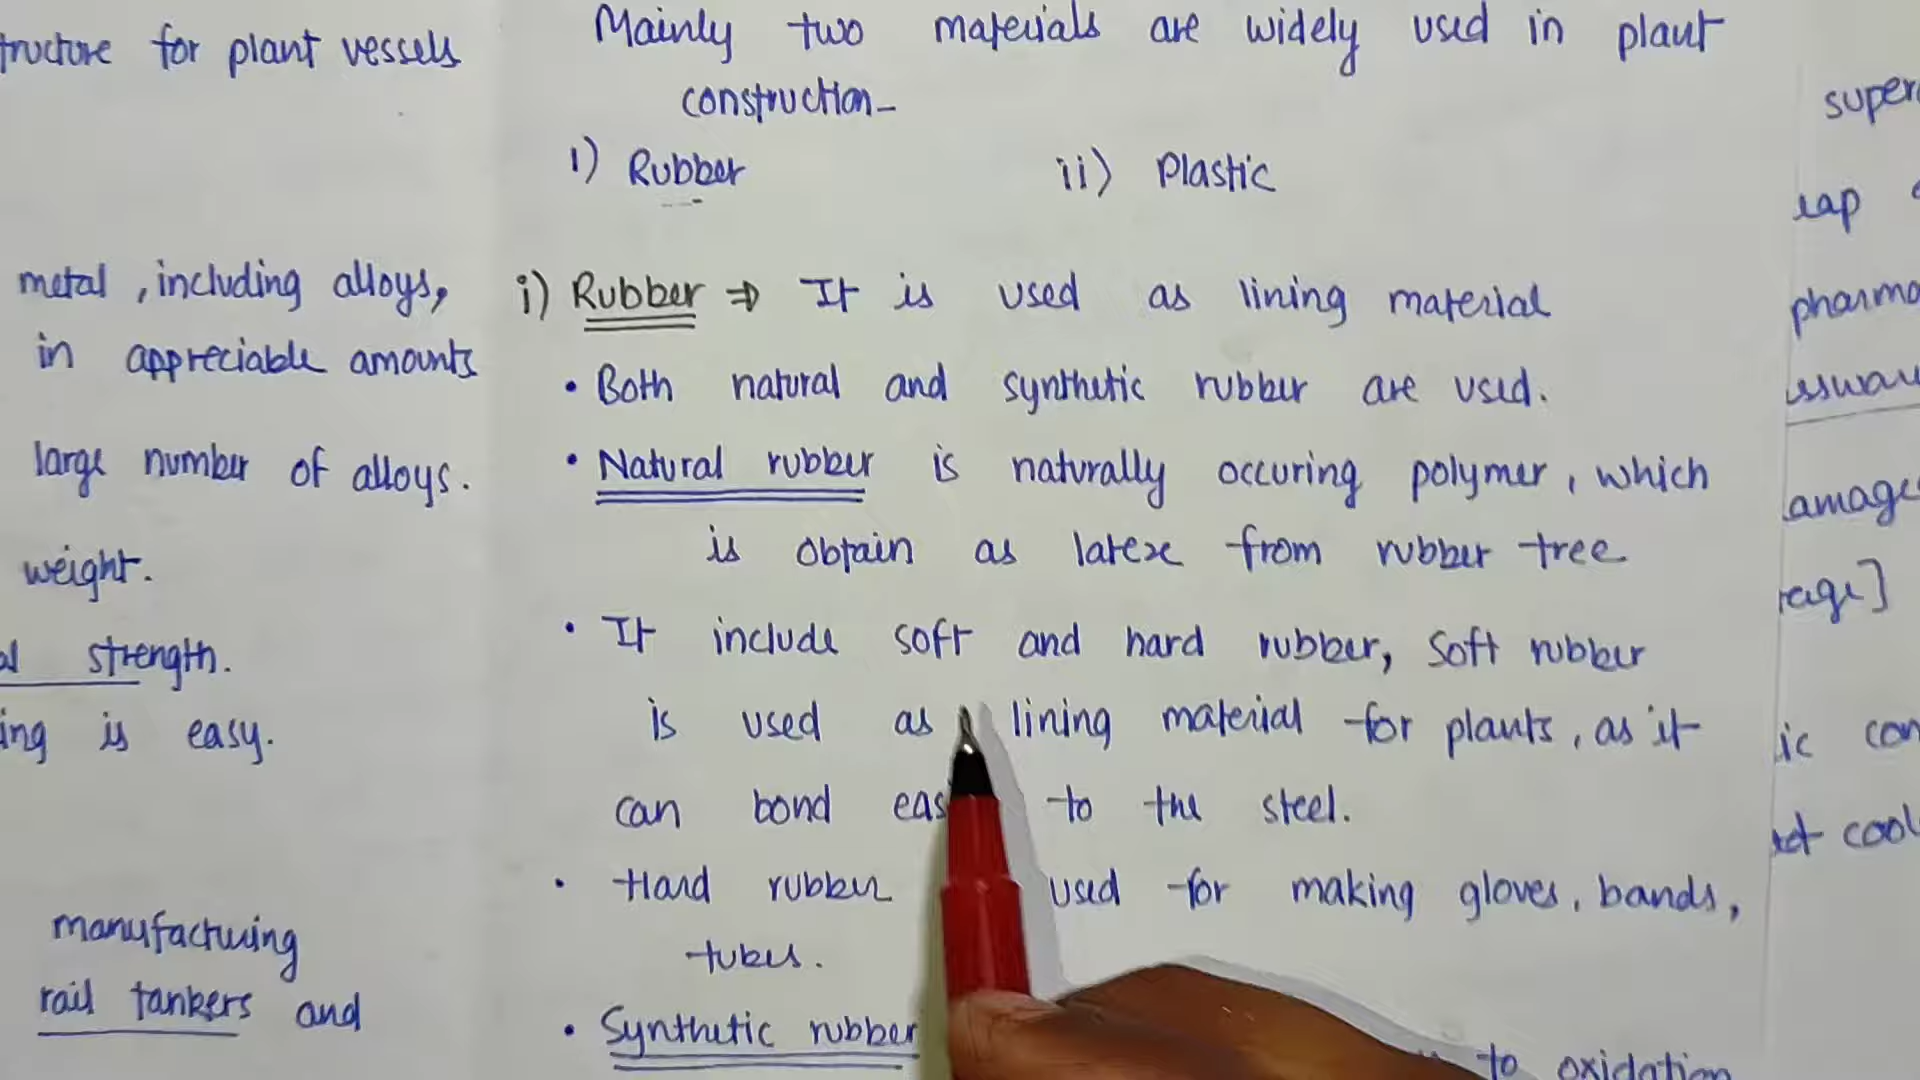 tructure for plant vessels
metal, including alloys,
in appreciable amounts
large number of alloys.
weight.
strength.
ing is easy.
manufacturing
rail tankers and
Mainly two materials are widely used in plant
construction-
i) Rubber ii) Plastic
i) Rubber ⇒ It is used as lining material
• Both natural and synthetic rubber are used.
• Natural rubber is naturally occuring polymer, which
is obtain as latex from rubber tree
• It include soft and hard rubber, soft rubber
is used as lining material for plants, as it
can bond eas to the steel.
• Hard rubber used for making gloves, bands,
tubes.
• Synthetic rubber to oxidation
super
eap
pharma
ssware
amage
rage]
ic con
ct cool